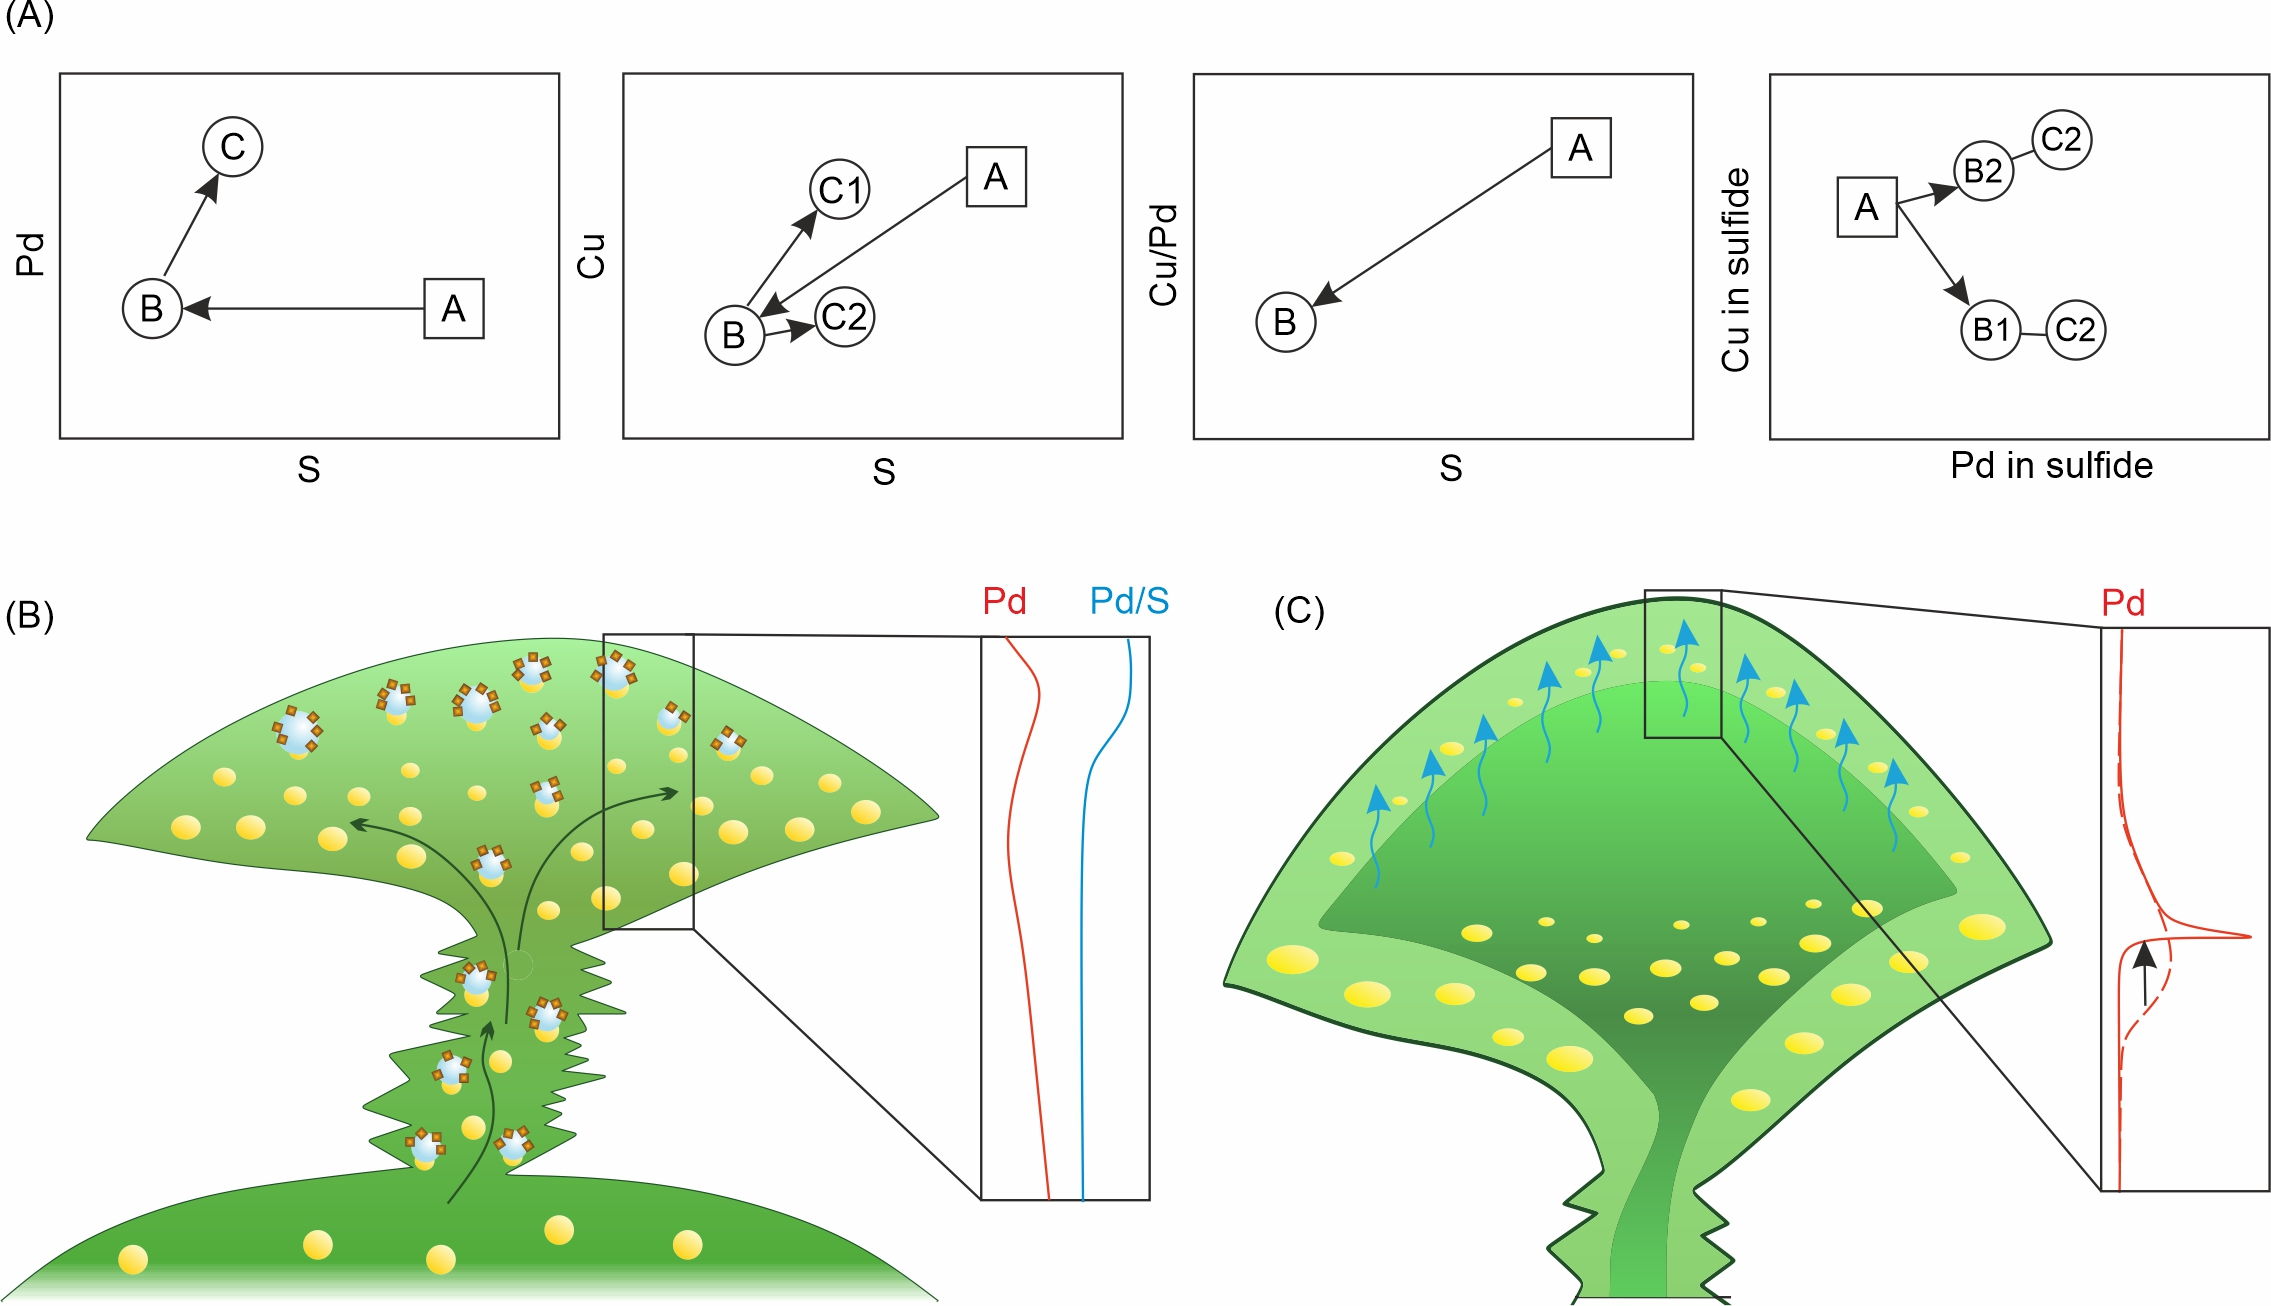 (A)
Pd
C
B
A
S
Cu
C1
A
B
C2
S
Cu/Pd
A
B
S
Cu in sulfide
A
B2
C2
B1
C2
Pd in sulfide
(B)
Pd
Pd/S
(C)
Pd